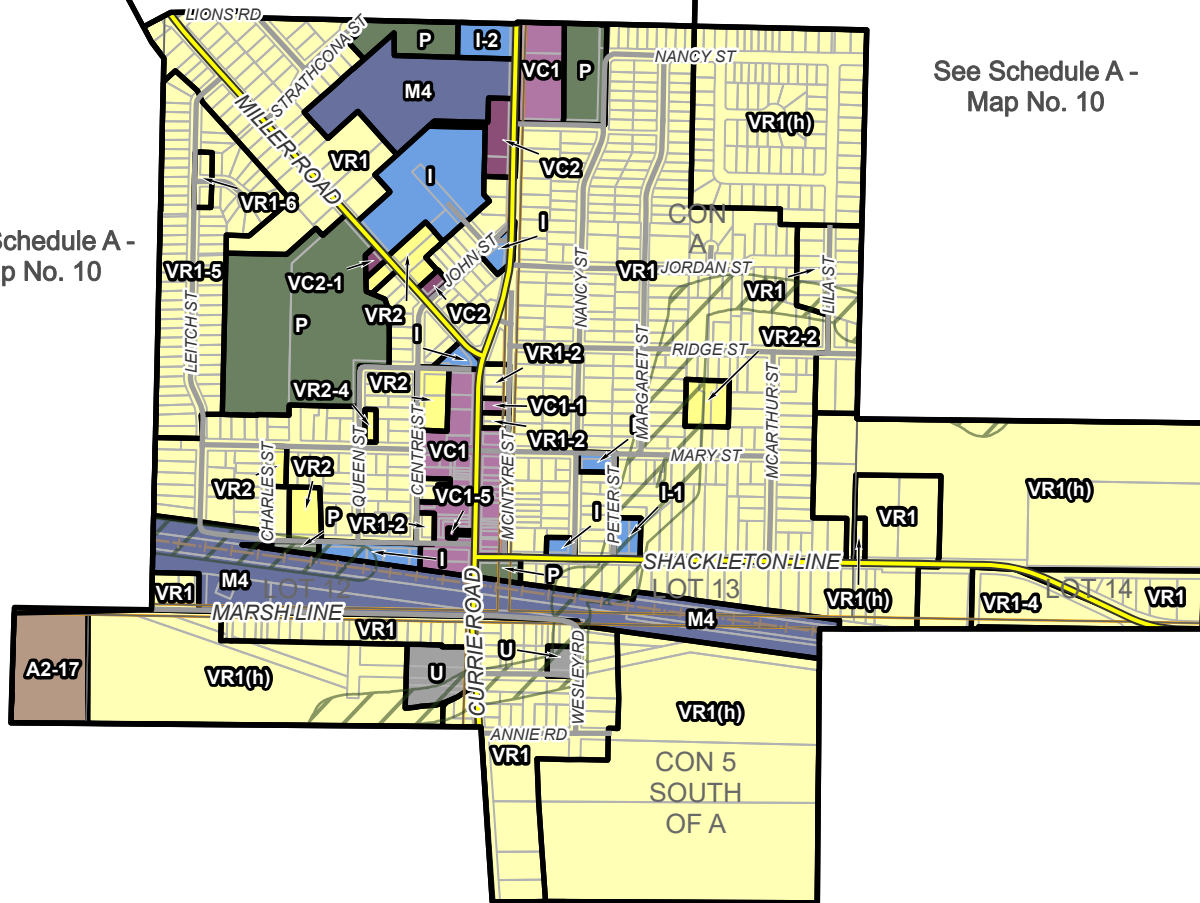 LIONS RD
STRATHCONA ST
P
I-2
VC1
P
NANCY ST
See Schedule A -
Map No. 10
M4
MILLER ROAD
VR1(h)
VR1
I
VC2
VR1-6
CON
A
I
Schedule A -
p No. 10
VR1-5
JOHN ST
VC2-1
VR1
JORDAN ST
VR1
LILA ST
NANCY ST
VR2
VC2
P
LEITCH ST
I
MARGARET ST
RIDGE ST
VR2-2
VR1-2
VR2-4
VR2
MCARTHUR ST
VC1-1
CENTRE ST
VR1-2
VC1
QUEEN ST
CHARLES ST
MCINTYRE ST
MARY ST
VR2
VR2
VC1-5
PETER ST
I-1
VR1(h)
P
VR1-2
I
VR1
I
SHACKLETON LINE
P
M4
LOT 12
LOT 13
LOT 14
VR1
VR1(h)
VR1-4
VR1
MARSH LINE
M4
VR1
CURRIE ROAD
U
WESLEY RD
A2-17
VR1(h)
U
VR1(h)
ANNIE RD
VR1
CON 5
SOUTH
OF A